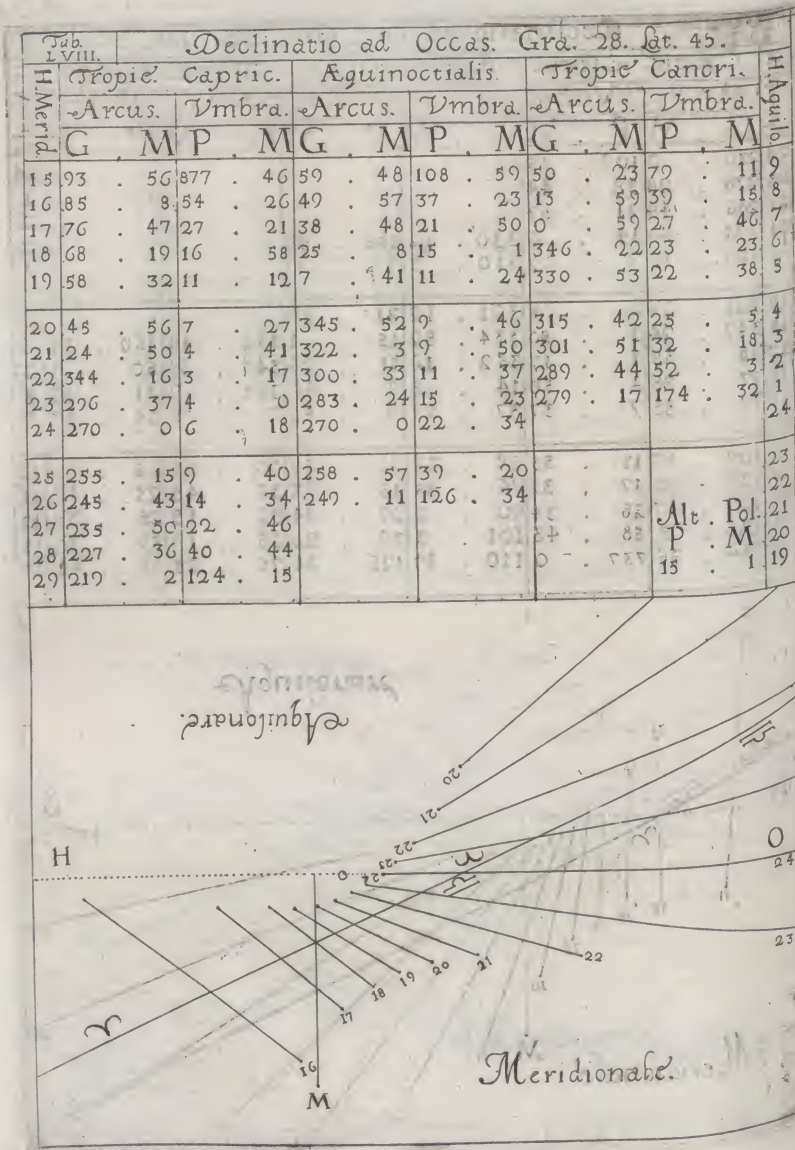 Tab. LVIII. Declinatio ad Occas. Gra. 28. Lat. 45.
H. Merid. Tropic. Capric. Æquinoctialis. Tropic Cancri. H. Aquilo.
Arcus. Vmbra. Arcus. Vmbra. Arcus. Vmbra.
G . M P . M G . M P . M G . M P . M
15 93 . 56 877 . 46 59 . 48 108 . 59 50 . 23 79 . 11 9
16 85 . 8 54 . 26 49 . 57 37 . 23 13 . 59 39 . 15 8
17 76 . 47 27 . 21 38 . 48 21 . 50 0 . 59 27 . 46 7
18 68 . 19 16 . 58 25 . 8 15 . 1 346 . 22 23 . 23 6
19 58 . 32 11 . 12 7 . 41 11 . 24 330 . 53 22 . 38 5
20 45 . 56 7 . 27 345 . 52 9 . 46 315 . 42 25 . 5 4
21 24 . 50 4 . 41 322 . 3 9 . 50 301 . 51 32 . 18 3
22 344 . 16 3 . 17 300 . 33 11 . 37 289 . 44 52 . 3 2
23 296 . 37 4 . 0 283 . 24 15 . 23 279 . 17 174 . 32 1
24 270 . 0 6 . 18 270 . 0 22 . 34 24
25 255 . 15 9 . 40 258 . 57 39 . 20 23
26 245 . 43 14 . 34 249 . 11 126 . 34 22
27 235 . 50 22 . 46 Alt . Pol. 21
28 227 . 36 40 . 44 P . M 20
29 219 . 2 124 . 15 15 . 1 19
Aquilonare.
20
21
22
23
H O
24 24
23
22
21
20
19
18
17
16
M
Meridionale.